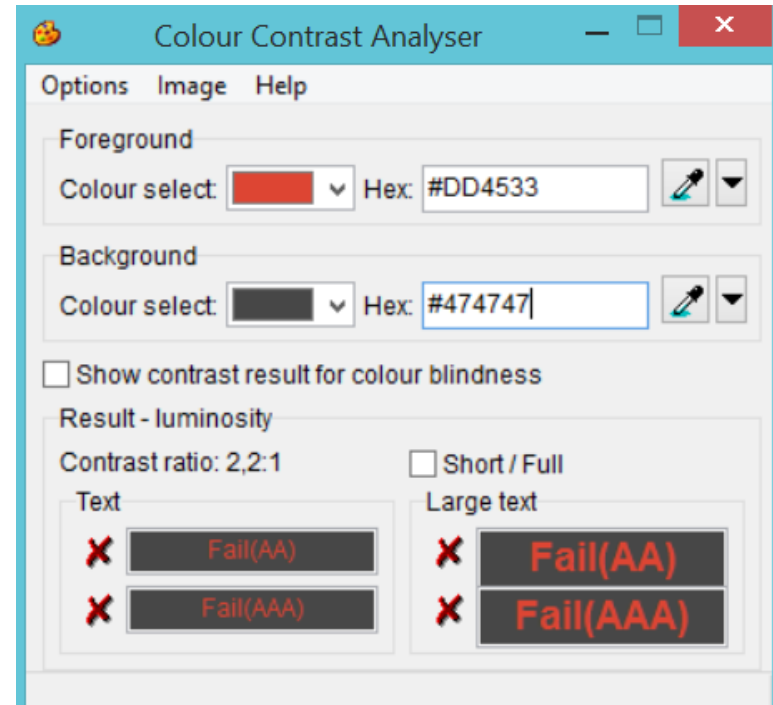 Colour Contrast Analyser
Options Image Help
Foreground
Colour select: Hex: #DD4533
Background
Colour select: Hex: #474747
Show contrast result for colour blindness
Result - luminosity
Contrast ratio: 2,2:1
Short / Full
Text
Fail(AA)
Fail(AAA)
Large text
Fail(AA)
Fail(AAA)